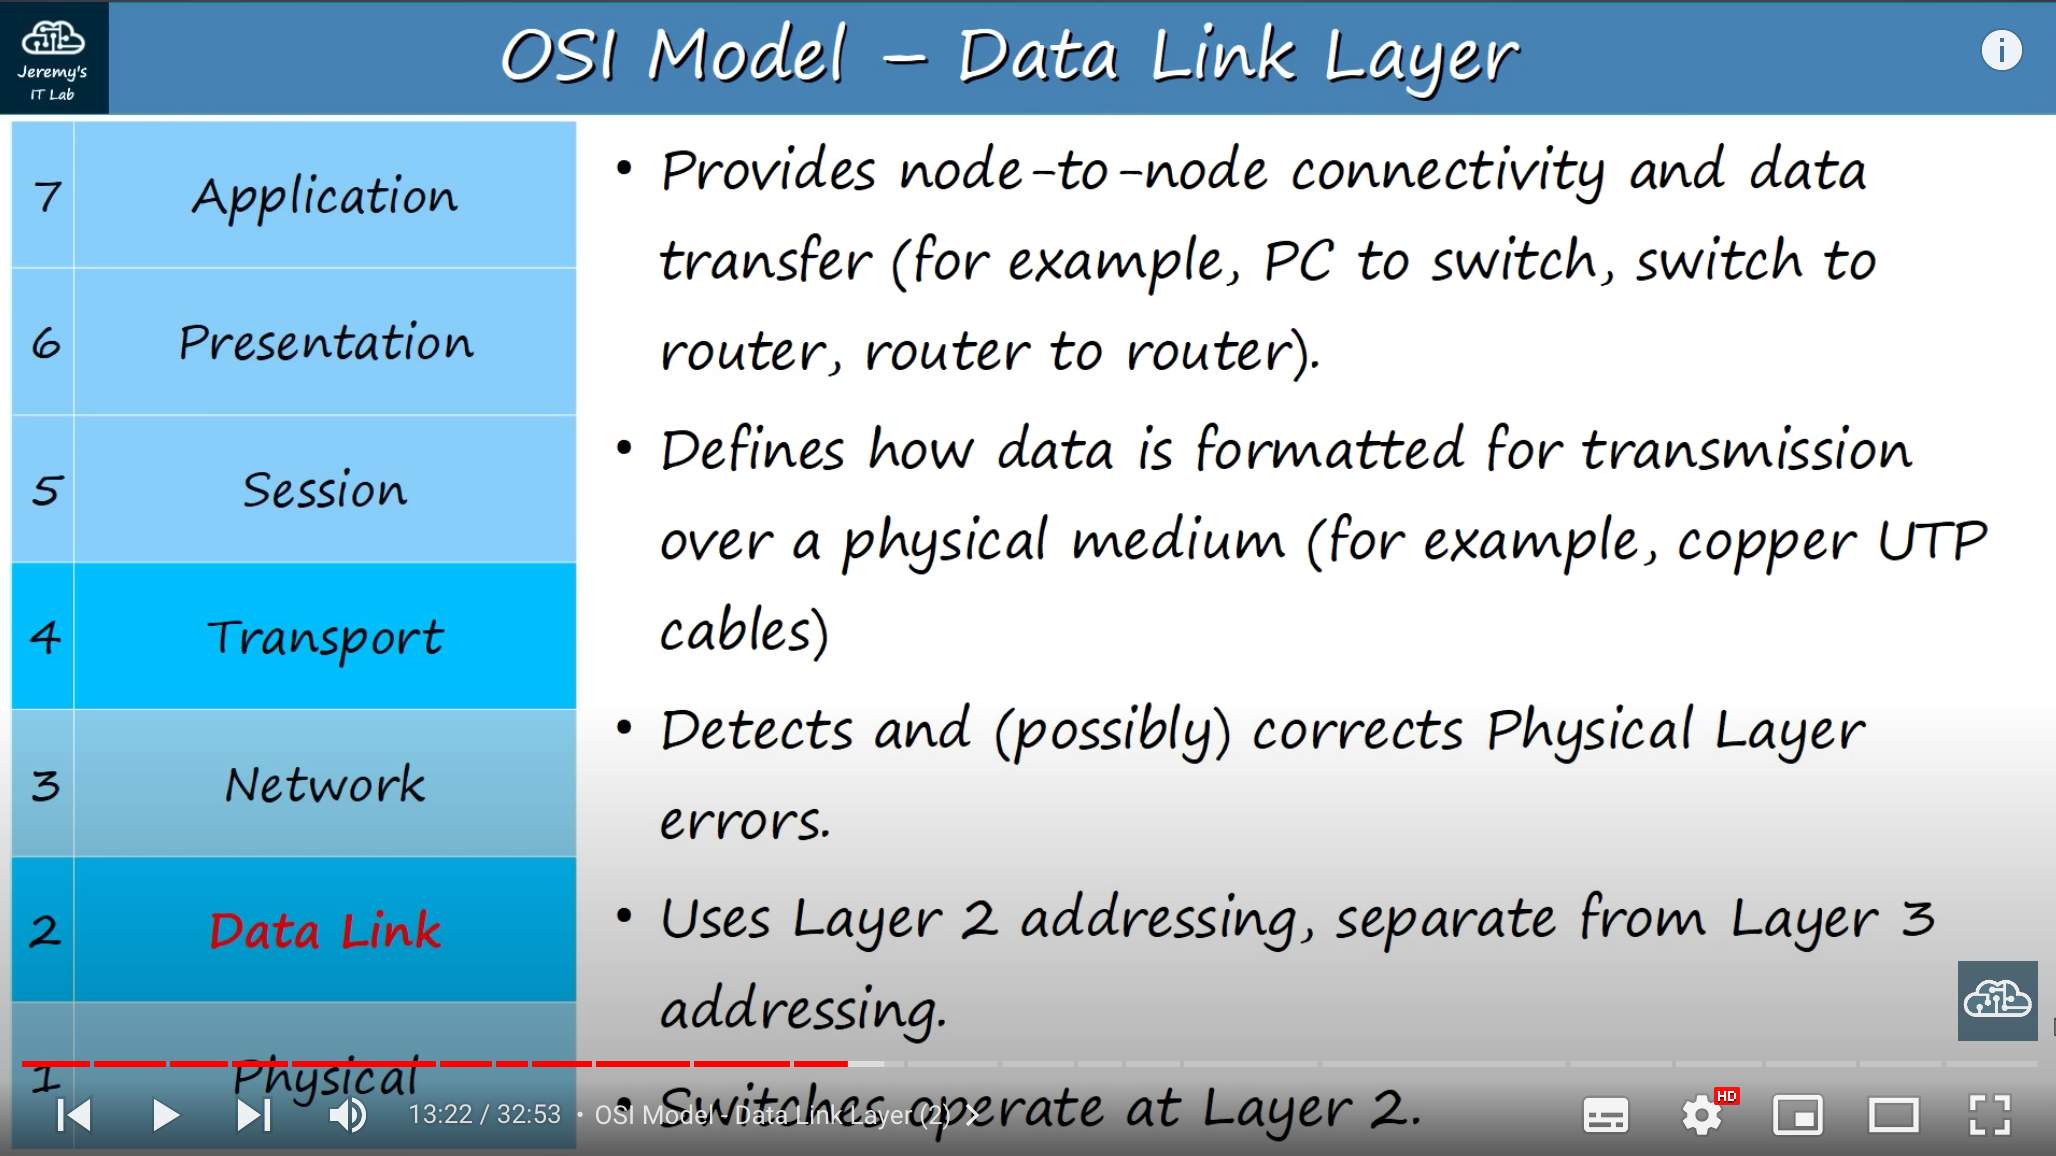 Jeremy's
IT Lab
OSI Model – Data Link Layer
7 Application
6 Presentation
5 Session
4 Transport
3 Network
2 Data Link
1 Physical
• Provides node-to-node connectivity and data
transfer (for example, PC to switch, switch to
router, router to router).
• Defines how data is formatted for transmission
over a physical medium (for example, copper UTP
cables)
• Detects and (possibly) corrects Physical Layer
errors.
• Uses Layer 2 addressing, separate from Layer 3
addressing.
• Switches operate at Layer 2.
13:22 / 32:53 • OSI Model - Data Link Layer (2)
HD